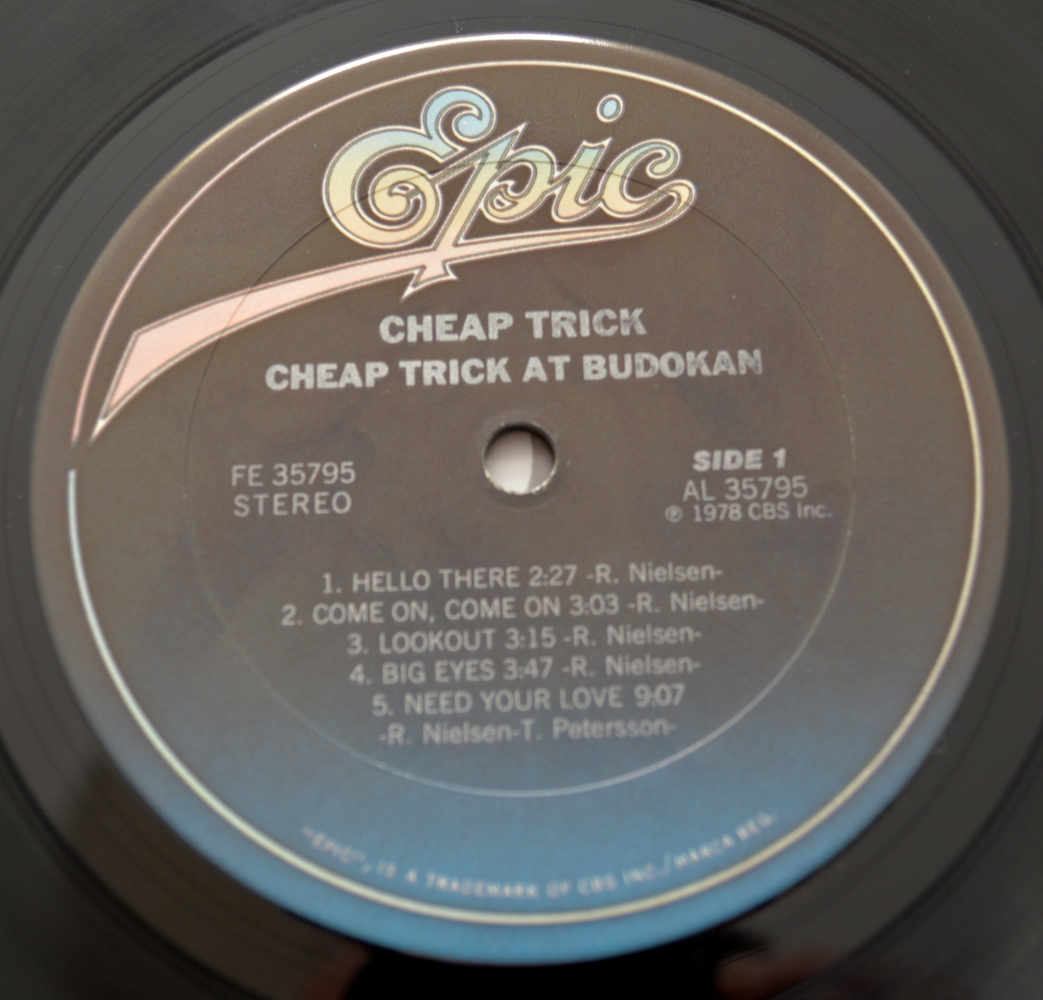 Epic
CHEAP TRICK
CHEAP TRICK AT BUDOKAN
FE 35795
STEREO
SIDE 1
AL 35795
℗ 1978 CBS Inc.
1. HELLO THERE 2:27 -R. Nielsen-
2. COME ON, COME ON 3:03 -R. Nielsen-
3. LOOKOUT 3:15 -R. Nielsen-
4. BIG EYES 3:47 -R. Nielsen-
5. NEED YOUR LOVE 9:07
-R. Nielsen-T. Petersson-
"EPIC", IS A TRADEMARK OF CBS INC./MARCA REG.